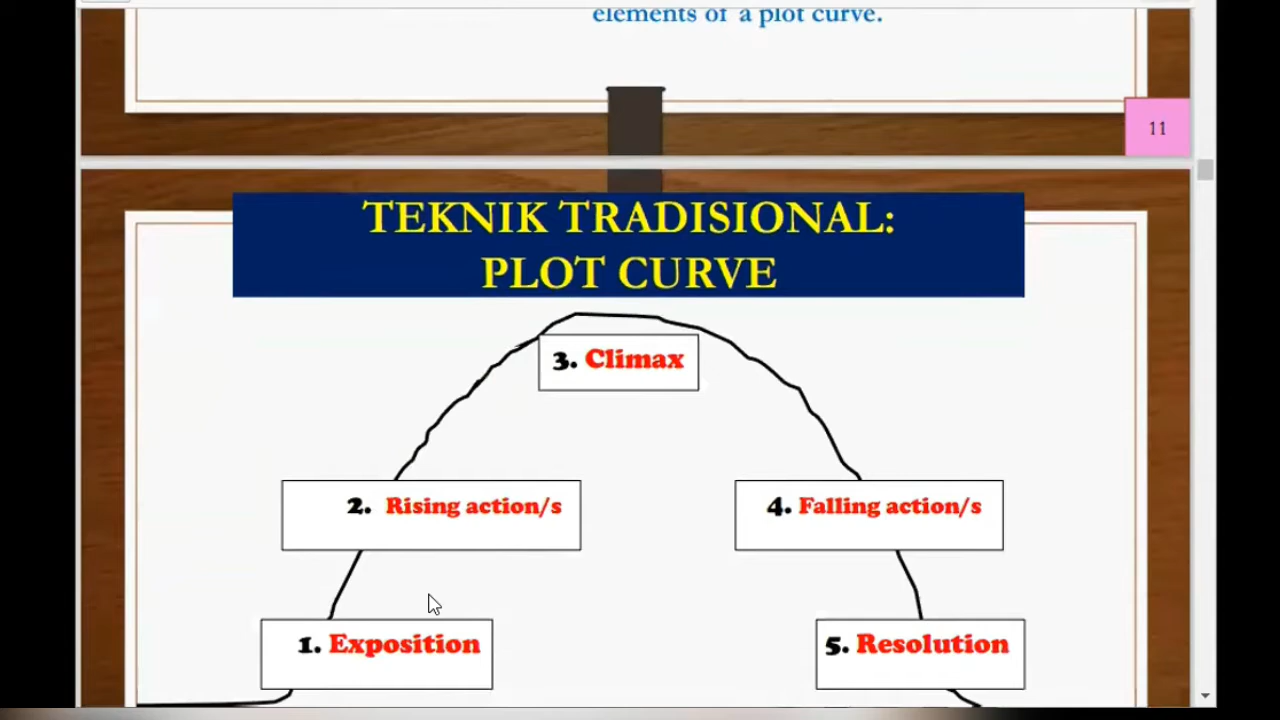 elements of a plot curve.
11
TEKNIK TRADISIONAL:
PLOT CURVE
3. Climax
2. Rising action/s
4. Falling action/s
1. Exposition
5. Resolution